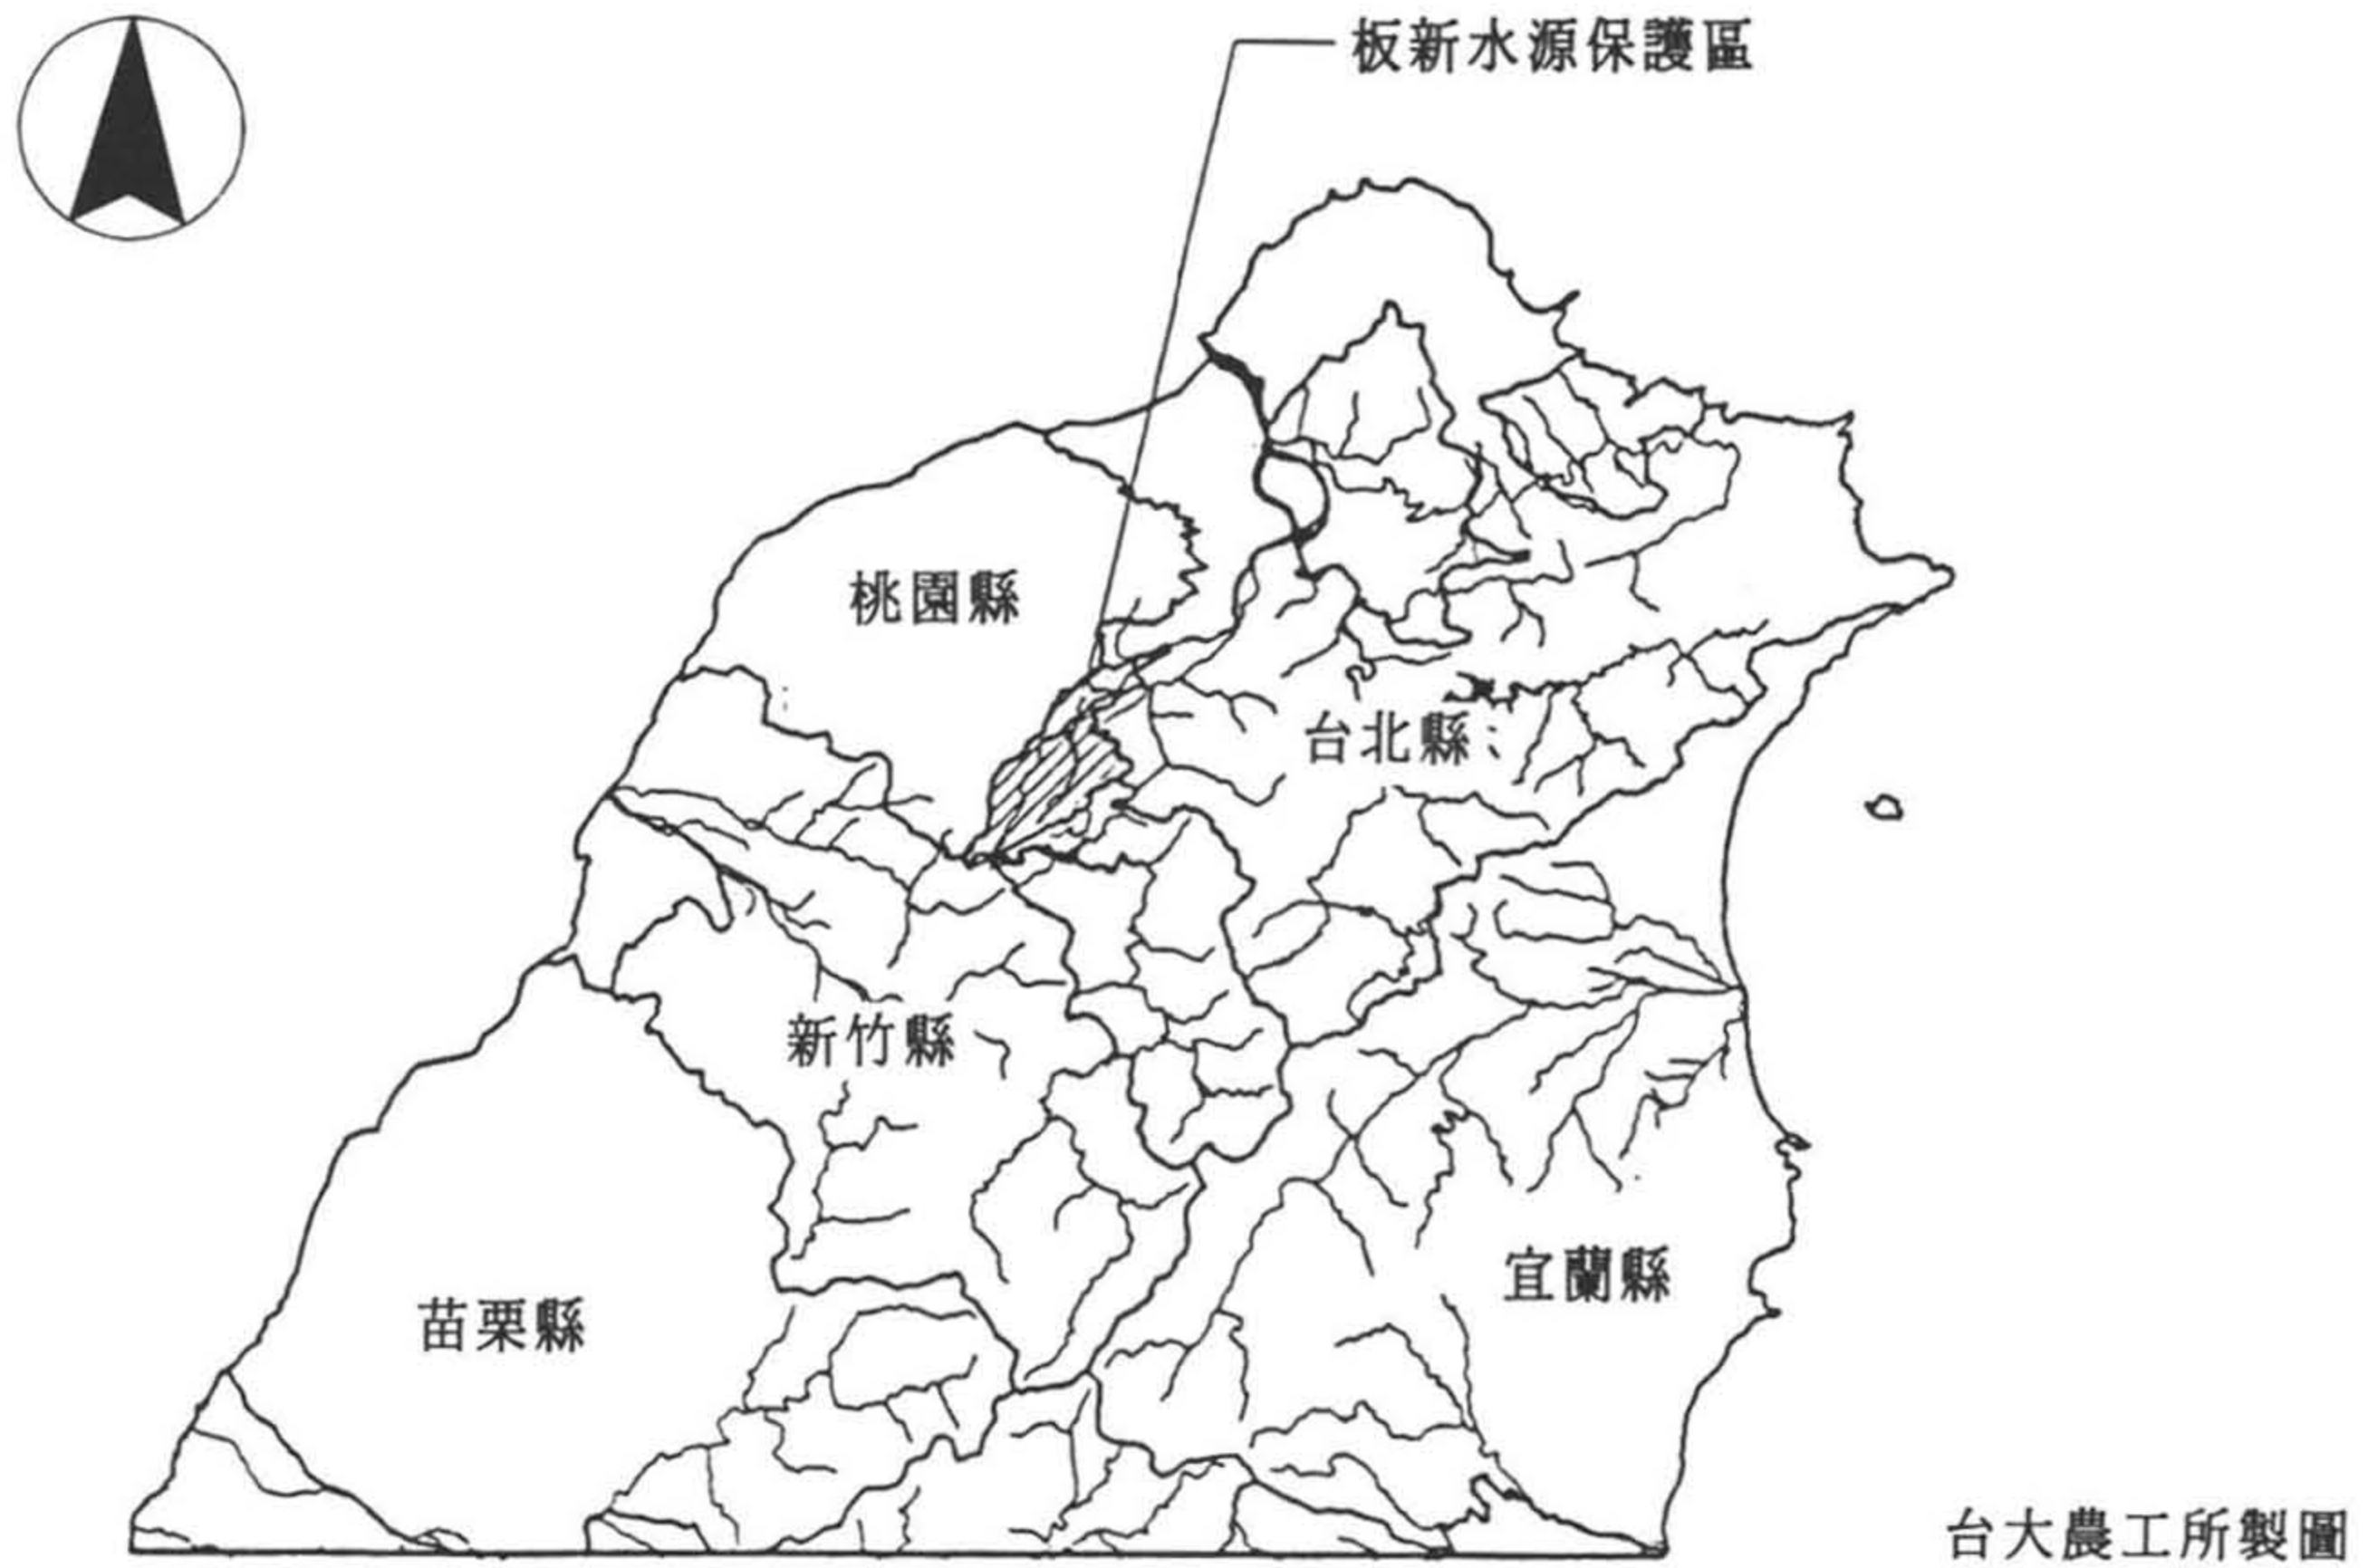 板新水源保護區
桃園縣
台北縣
新竹縣
宜蘭縣
苗栗縣
台大農工所製圖